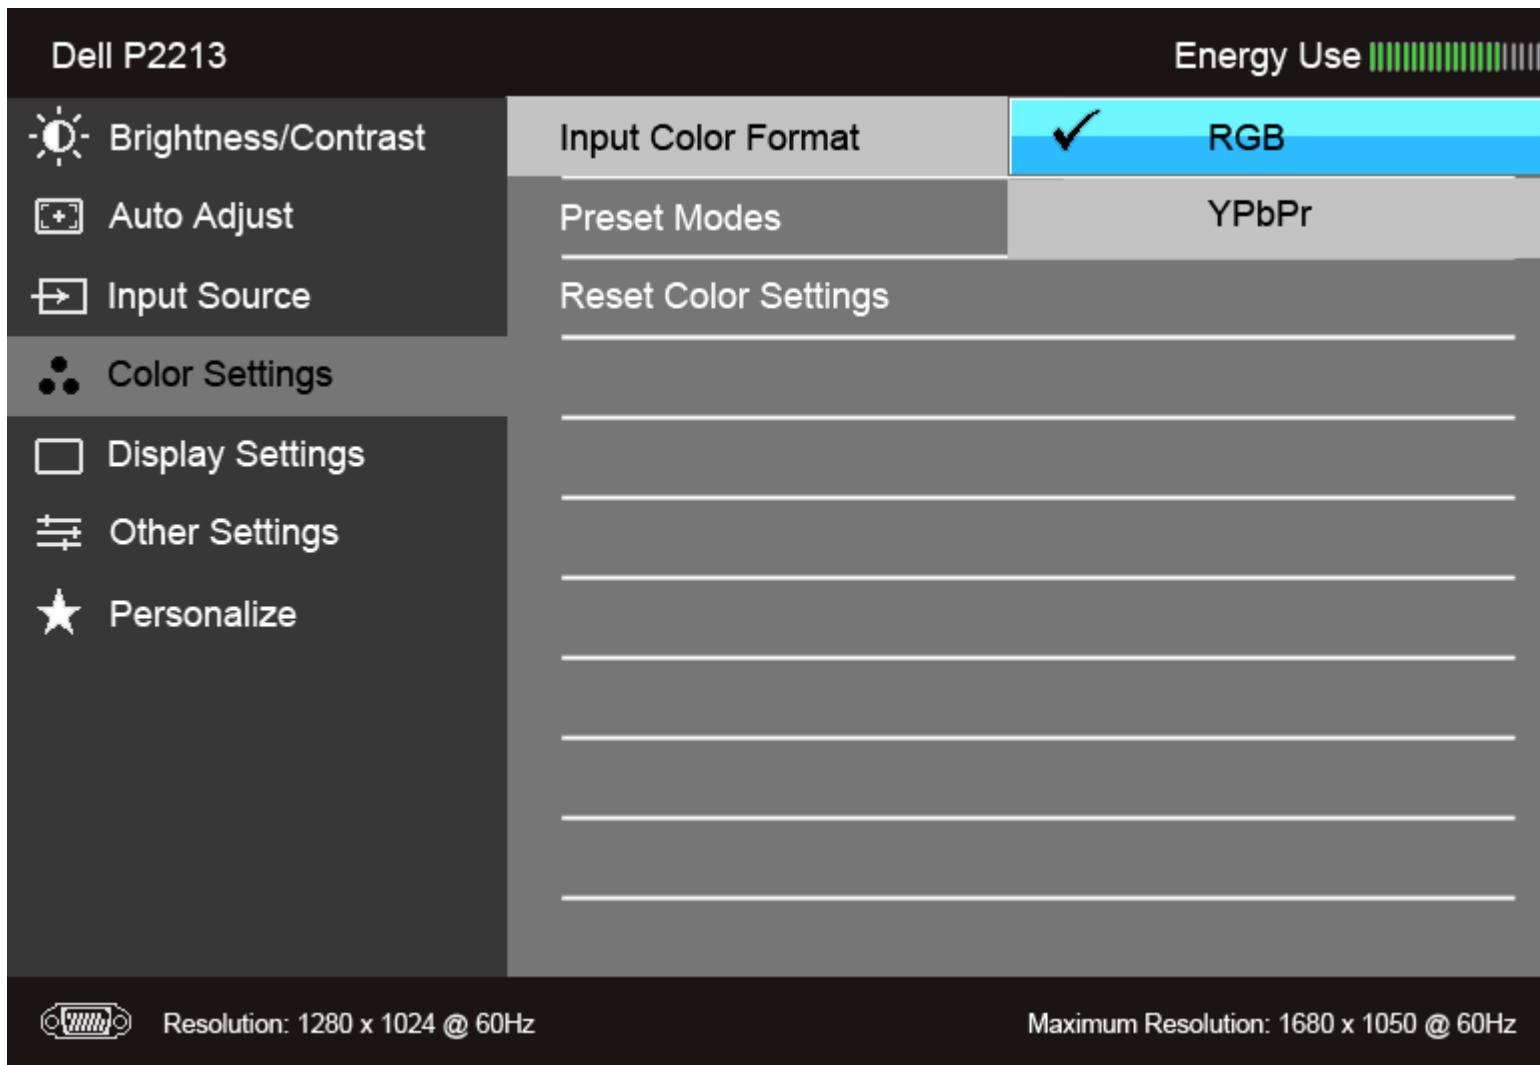 Dell P2213
Energy Use
Brightness/Contrast
Auto Adjust
Input Source
Color Settings
Display Settings
Other Settings
Personalize
Input Color Format
RGB
Preset Modes
YPbPr
Reset Color Settings
Resolution: 1280 x 1024 @ 60Hz
Maximum Resolution: 1680 x 1050 @ 60Hz